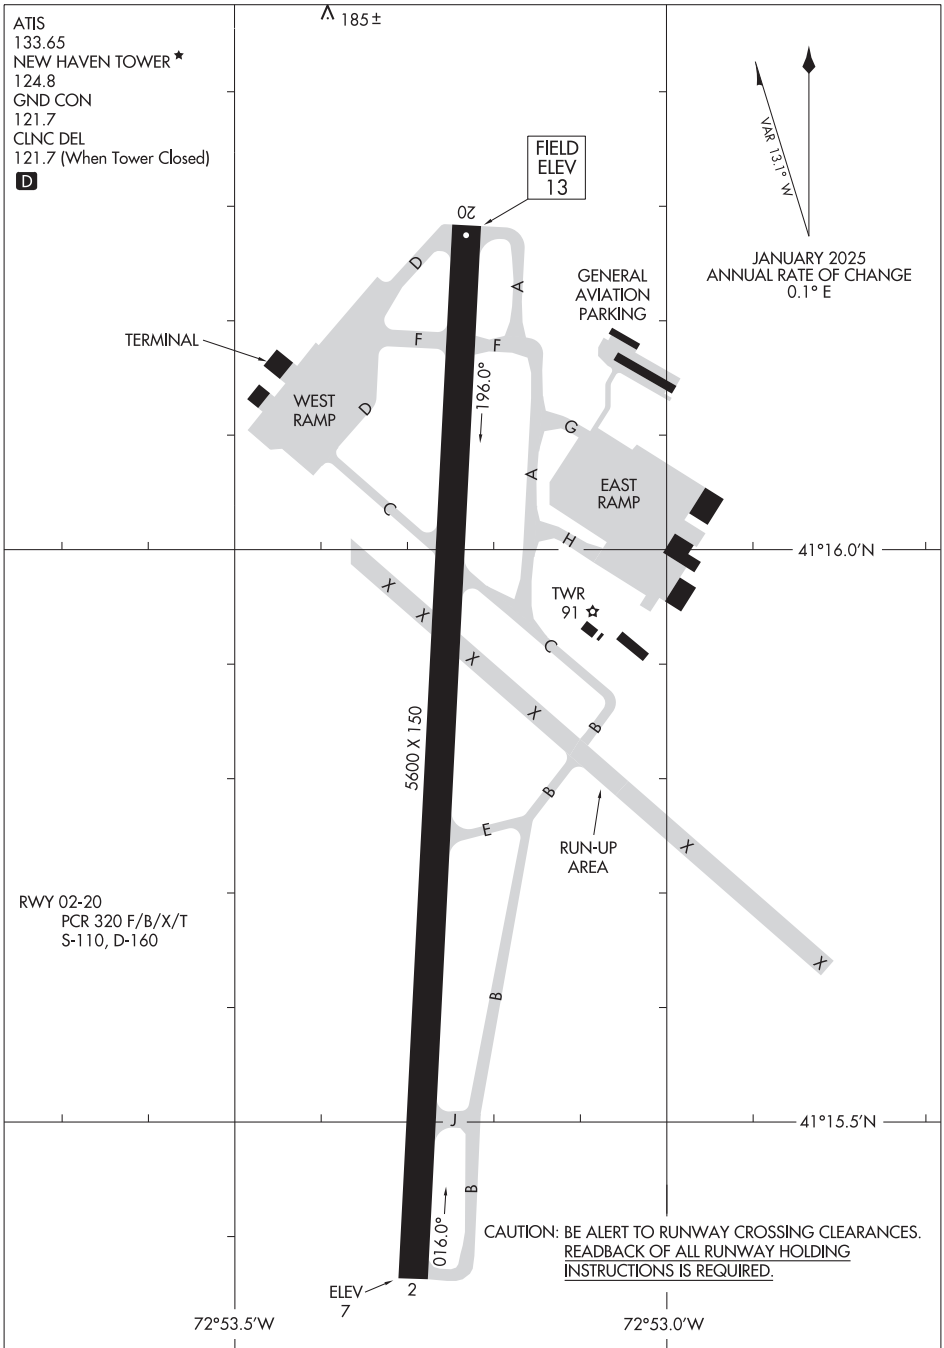 ATIS
133.65
NEW HAVEN TOWER ★
124.8
GND CON
121.7
CLNC DEL
121.7 (When Tower Closed)
D
185±
VAR 13.1° W
JANUARY 2025
ANNUAL RATE OF CHANGE
0.1° E
FIELD
ELEV
13
20
D
A
GENERAL
AVIATION
PARKING
TERMINAL
F
F
196.0°
WEST
RAMP
D
G
A
EAST
RAMP
C
H
41°16.0'N
X
X
TWR
91
X
C
X
B
5600 X 150
B
E
RUN-UP
AREA
X
RWY 02-20
PCR 320 F/B/X/T
S-110, D-160
X
B
J
41°15.5'N
B
016.0°
CAUTION: BE ALERT TO RUNWAY CROSSING CLEARANCES.
READBACK OF ALL RUNWAY HOLDING
INSTRUCTIONS IS REQUIRED.
ELEV
7
2
72°53.5'W
72°53.0'W